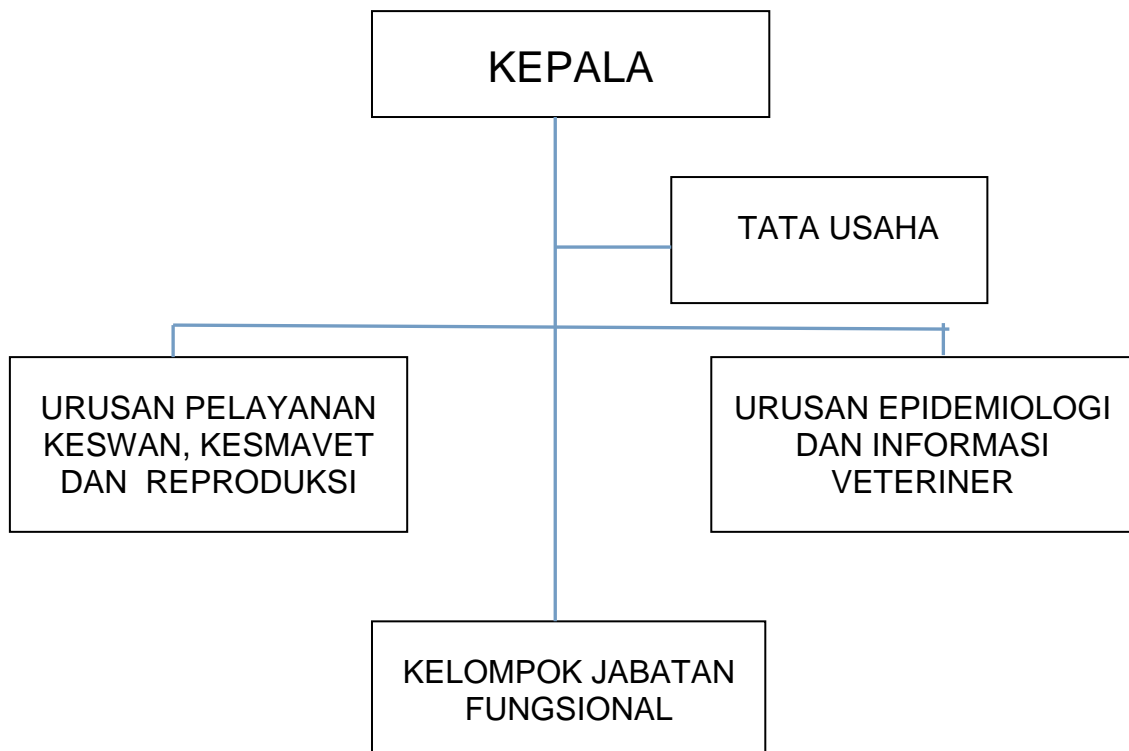 KEPALA
TATA USAHA
URUSAN PELAYANAN
KESWAN, KESMAVET
DAN  REPRODUKSI
URUSAN EPIDEMIOLOGI
DAN INFORMASI
VETERINER
KELOMPOK JABATAN
FUNGSIONAL